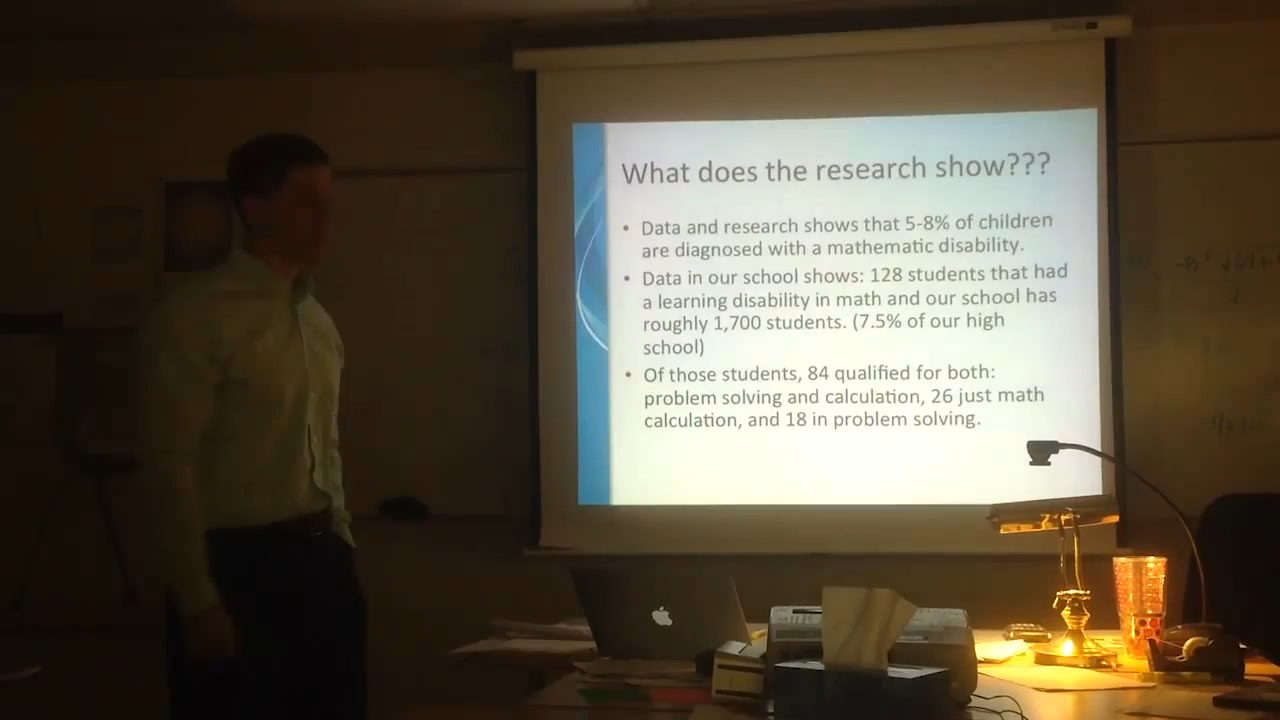 What does the research show???
• Data and research shows that 5-8% of children
are diagnosed with a mathematic disability.
• Data in our school shows: 128 students that had
a learning disability in math and our school has
roughly 1,700 students. (7.5% of our high
school)
• Of those students, 84 qualified for both:
problem solving and calculation, 26 just math
calculation, and 18 in problem solving.